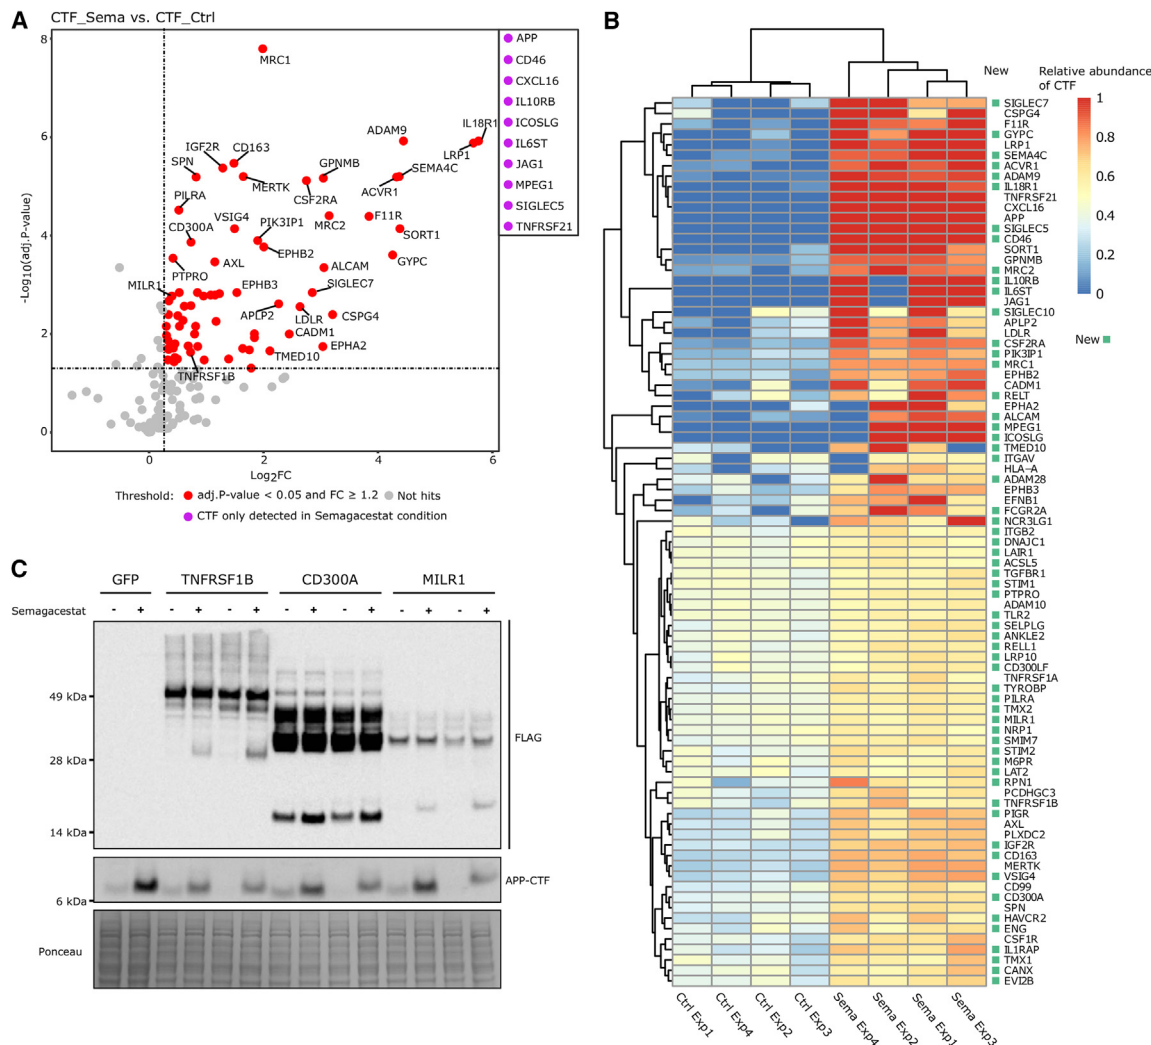 A
CTF_Sema vs. CTF_Ctrl
8
6
4
2
0
-Log10(adj.P-value)
0
2
4
6
Log2FC
MRC1
IL18R1
ADAM9
LRP1
IGF2R
CD163
SPN
GPNMB
SEMA4C
MERTK
CSF2RA
ACVR1
PILRA
VSIG4
PIK3IP1
MRC2
F11R
SORT1
CD300A
EPHB2
GYPC
PTPRO
AXL
ALCAM
MILR1
EPHB3
SIGLEC7
APLP2
LDLR
CSPG4
CADM1
EPHA2
TMED10
TNFRSF1B
APP
CD46
CXCL16
IL10RB
ICOSLG
IL6ST
JAG1
MPEG1
SIGLEC5
TNFRSF21
Threshold: adj.P-value < 0.05 and FC ≥ 1.2 Not hits
CTF only detected in Semagacestat condition
B
New
Relative abundance
of CTF
1
0.8
0.6
0.4
0.2
0
New
SIGLEC7
CSPG4
F11R
GYPC
LRP1
SEMA4C
ACVR1
ADAM9
IL18R1
TNFRSF21
CXCL16
APP
SIGLEC5
CD46
SORT1
GPNMB
MRC2
IL10RB
IL6ST
JAG1
SIGLEC10
APLP2
LDLR
CSF2RA
PIK3IP1
MRC1
EPHB2
CADM1
RELT
EPHA2
ALCAM
MPEG1
ICOSLG
TMED10
ITGAV
HLA-A
ADAM28
EPHB3
EFNB1
FCGR2A
NCR3LG1
ITGB2
DNAJC1
LAIR1
ACSL5
TGFBR1
STIM1
PTPRO
ADAM10
TLR2
SELPLG
ANKLE2
RELL1
LRP10
CD300LF
TNFRSF1A
TYROBP
PILRA
TMX2
MILR1
NRP1
SMIM7
STIM2
M6PR
LAT2
RPN1
PCDHGC3
TNFRSF1B
PIGR
AXL
PLXDC2
IGF2R
CD163
MERTK
VSIG4
CD99
CD300A
SPN
HAVCR2
ENG
CSF1R
IL1RAP
TMX1
CANX
EVI2B
Ctrl Exp1
Ctrl Exp4
Ctrl Exp2
Ctrl Exp3
Sema Exp4
Sema Exp2
Sema Exp1
Sema Exp3
C
GFP TNFRSF1B CD300A MILR1
Semagacestat - + - + - + - + - + - + - +
49 kDa
28 kDa
14 kDa
FLAG
6 kDa
APP-CTF
Ponceau